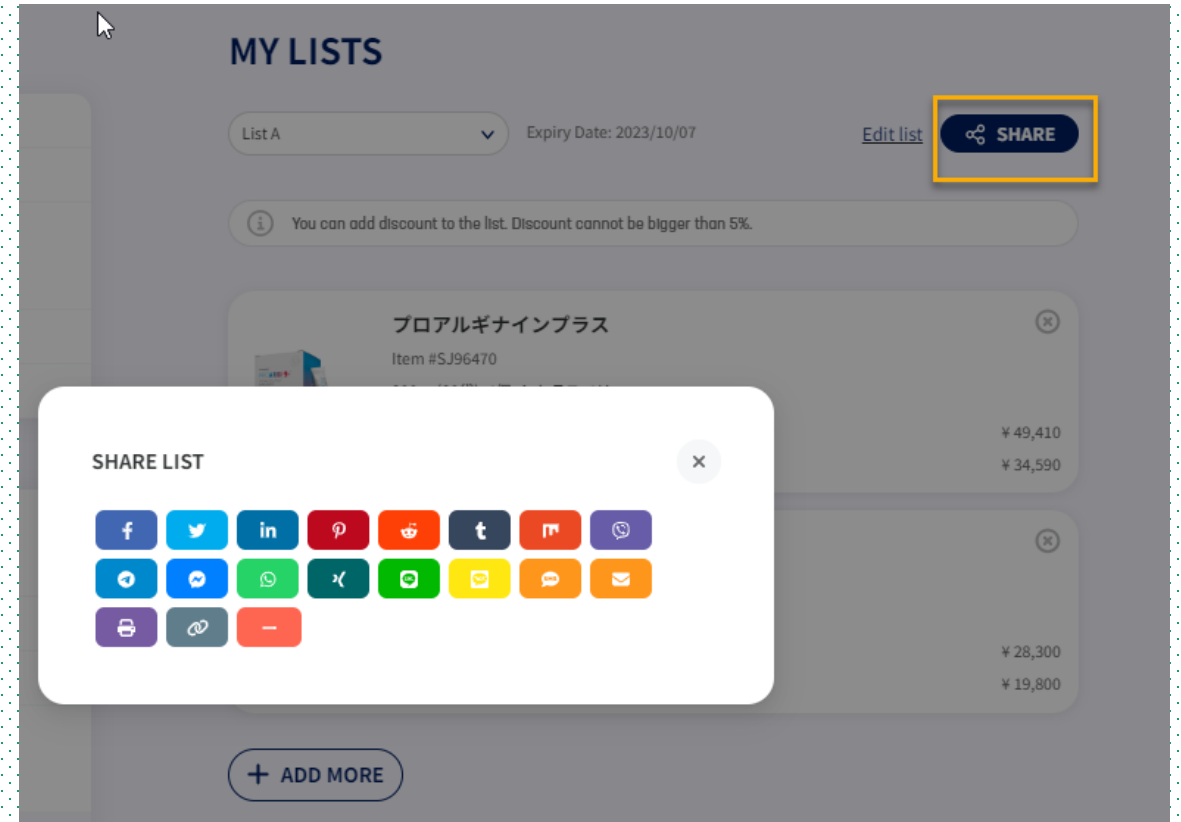 MY LISTS
List A
Expiry Date: 2023/10/07
Edit list
SHARE
You can add discount to the list. Discount cannot be bigger than 5%.
プロアルギナインプラス
Item #SJ96470
¥ 49,410
¥ 34,590
SHARE LIST
¥ 28,300
¥ 19,800
ADD MORE